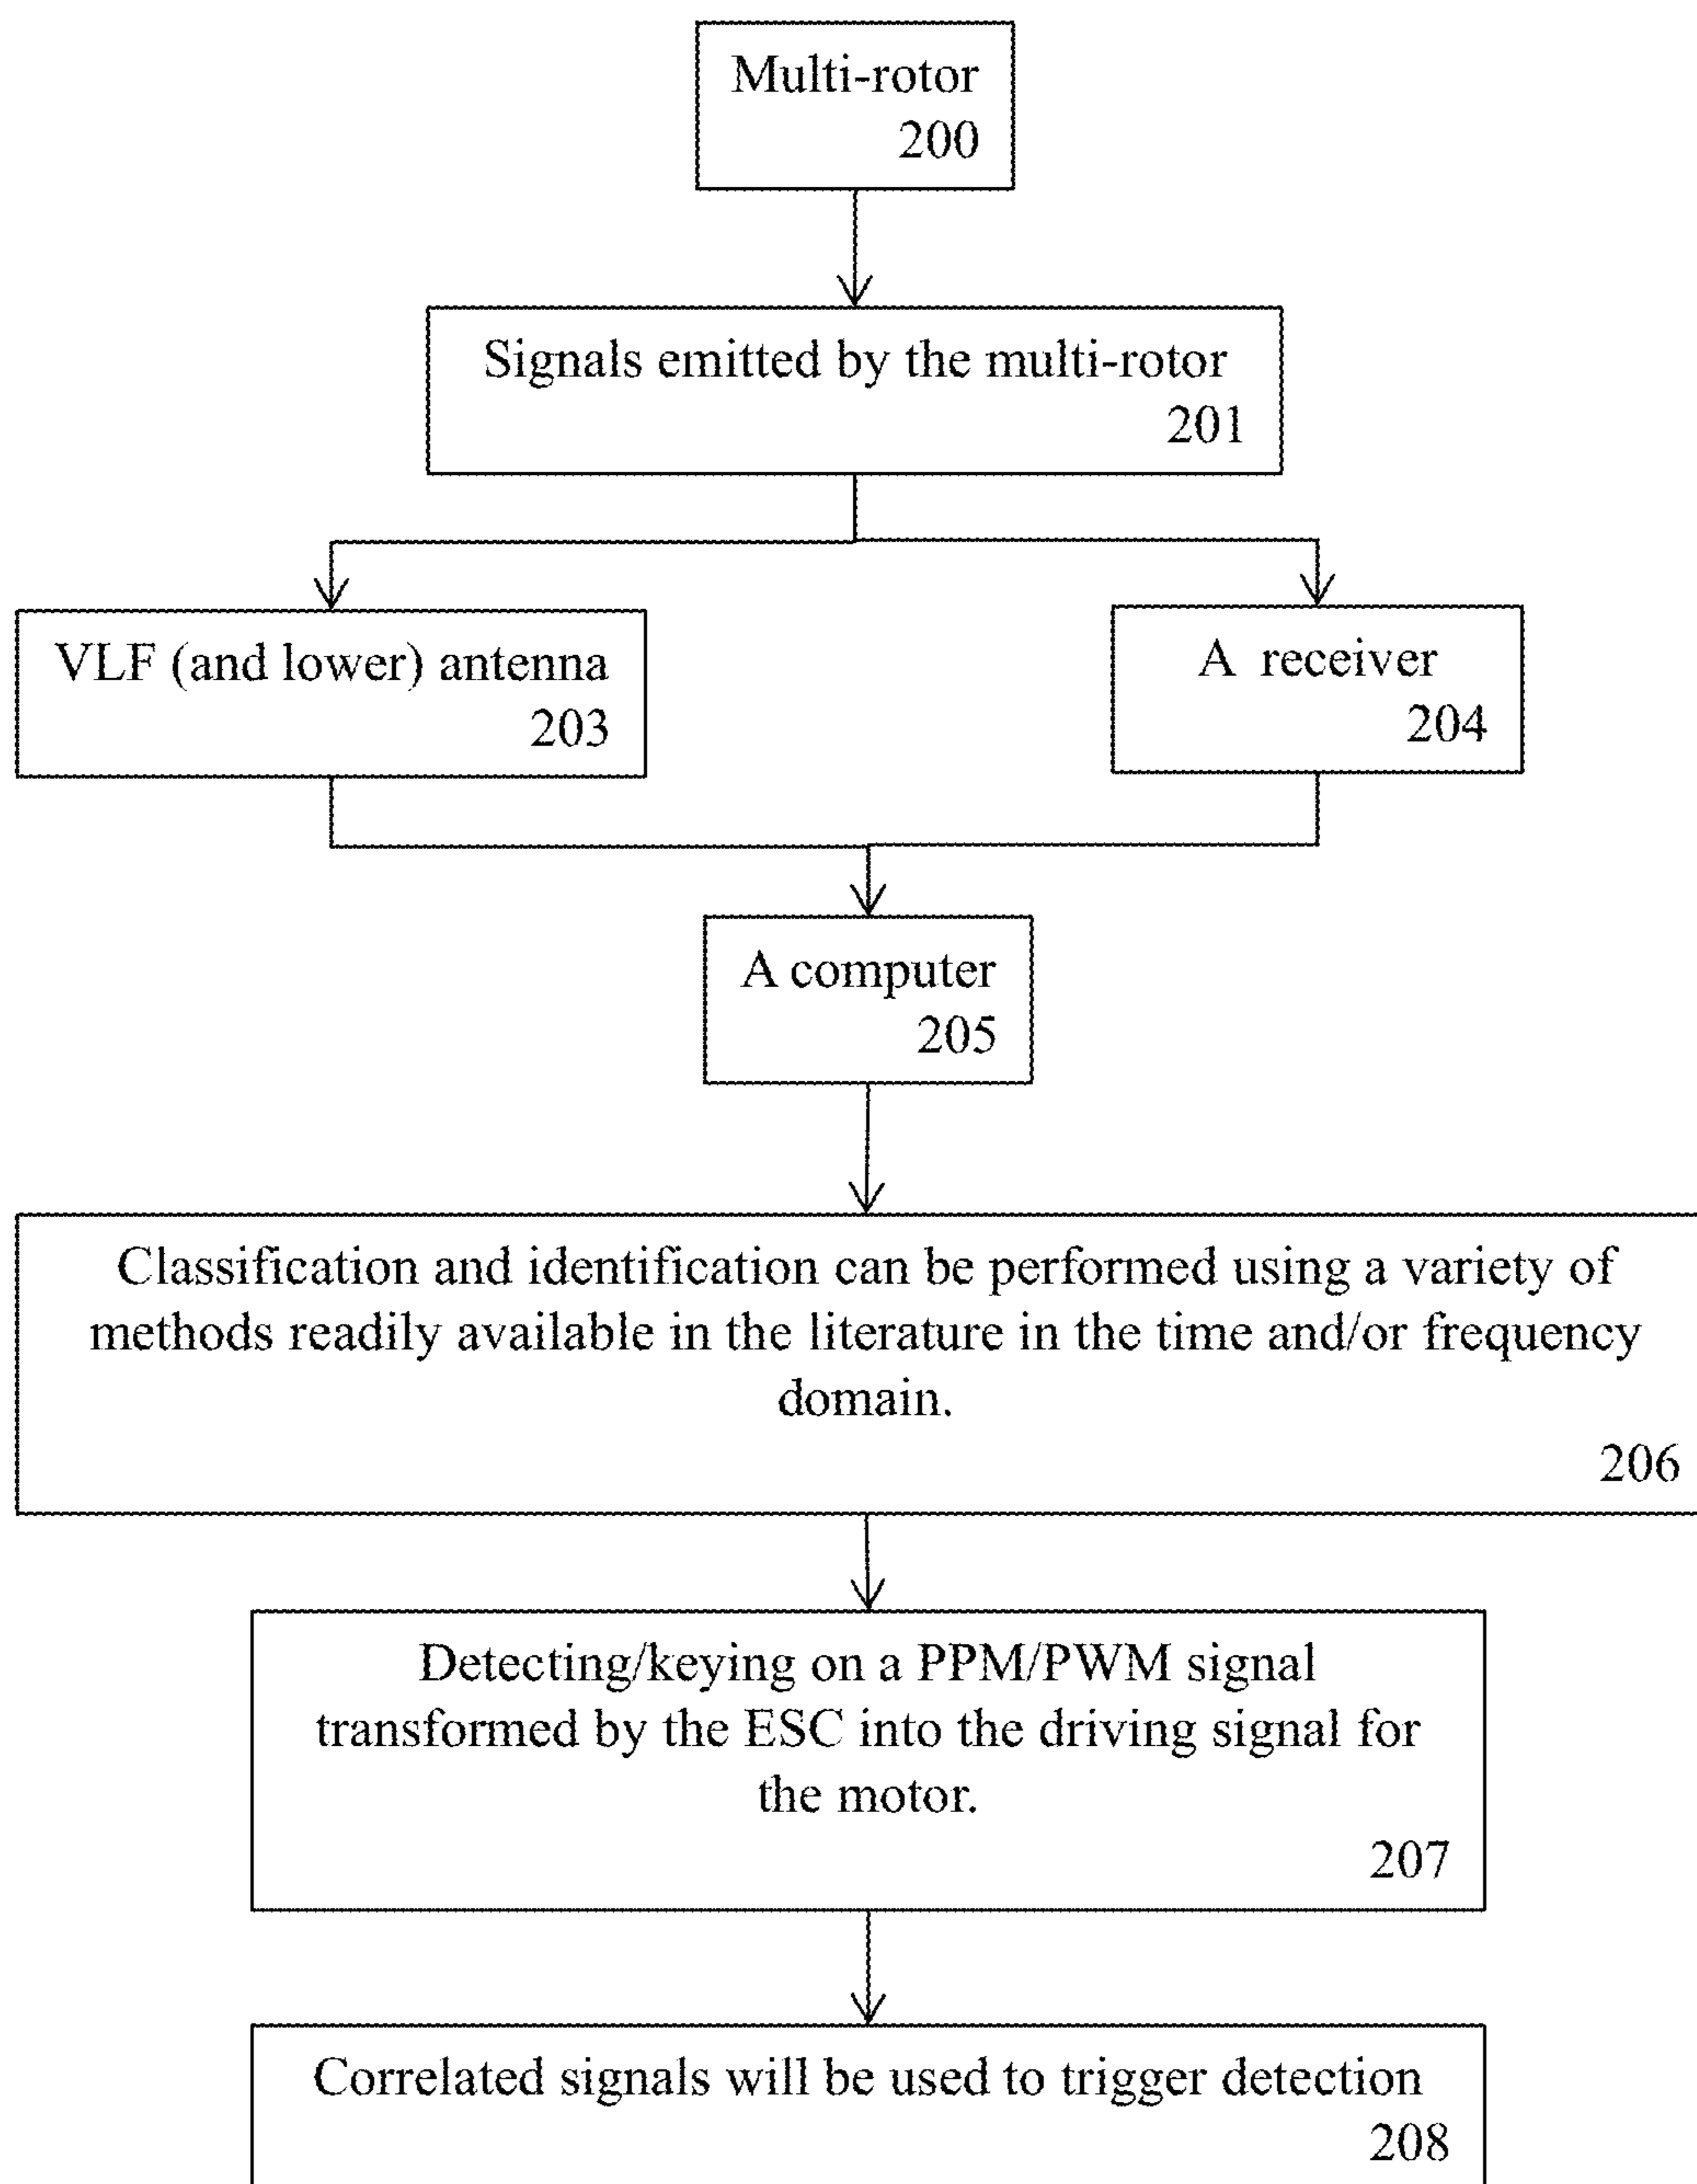 Multi-rotor
200
Signals emitted by the multi-rotor
201
VLF (and lower) antenna
203
A receiver
204
A computer
205
Classification and identification can be performed using a variety of
methods readily available in the literature in the time and/or frequency
domain.
206
Detecting/keying on a PPM/PWM signal
transformed by the ESC into the driving signal for
the motor.
207
Correlated signals will be used to trigger detection
208